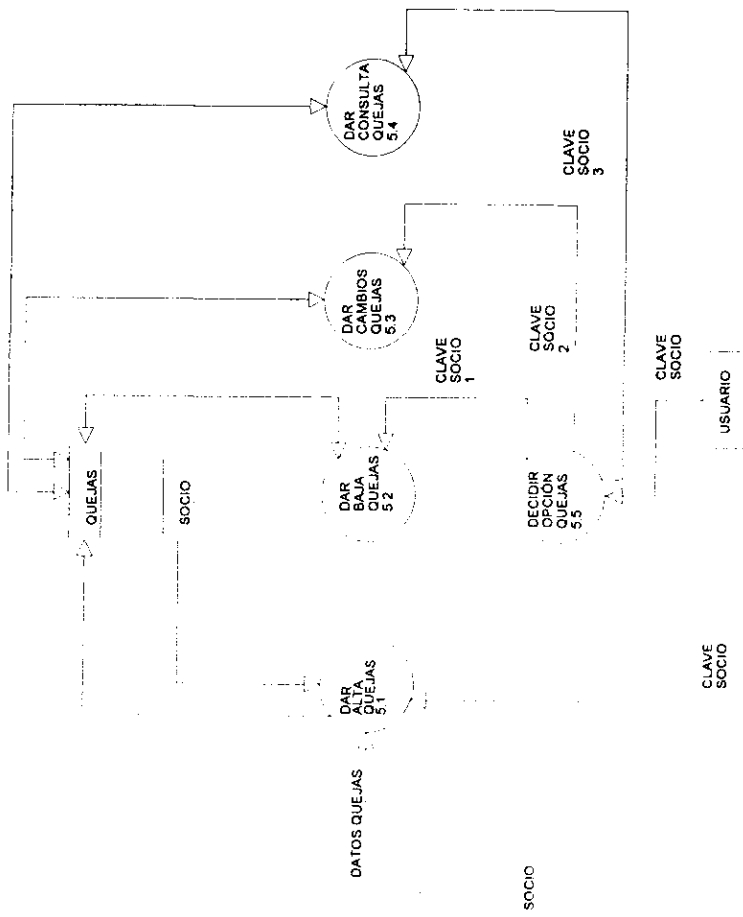 QUEJAS
SOCIO
DATOS QUEJAS
DAR
ALTA
QUEJAS
5.1
DAR
BAJA
QUEJAS
5.2
DAR
CAMBIOS
QUEJAS
5.3
DAR
CONSULTA
QUEJAS
5.4
CLAVE
SOCIO
1
SOCIO
DECIDIR
OPCIÓN
QUEJAS
5.5
CLAVE
SOCIO
2
CLAVE
SOCIO
3
CLAVE
SOCIO
CLAVE
SOCIO
USUARIO